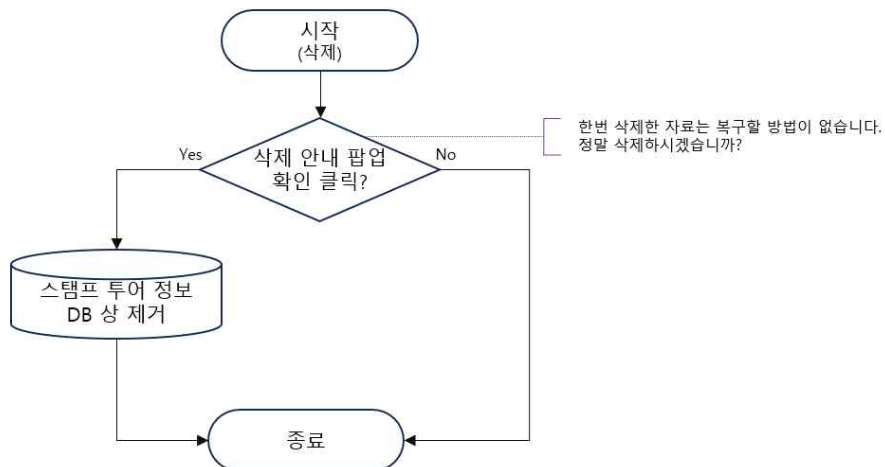 시작
(삭제)
한번 삭제한 자료는 복구할 방법이 없습니다.
정말 삭제하시겠습니까?
Yes
삭제 안내 팝업
확인 클릭?
No
스탬프 투어 정보
DB 상 제거
종료